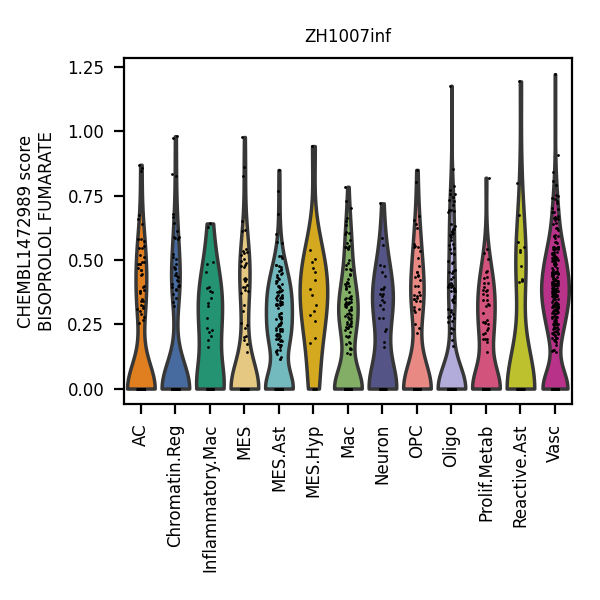 ZH1007inf
CHEMBL1472989 score
BISOPROLOL FUMARATE
1.25
1.00
0.75
0.50
0.25
0.00
AC
Chromatin.Reg
Inflammatory.Mac
MES
MES.Ast
MES.Hyp
Mac
Neuron
OPC
Oligo
Prolif.Metab
Reactive.Ast
Vasc